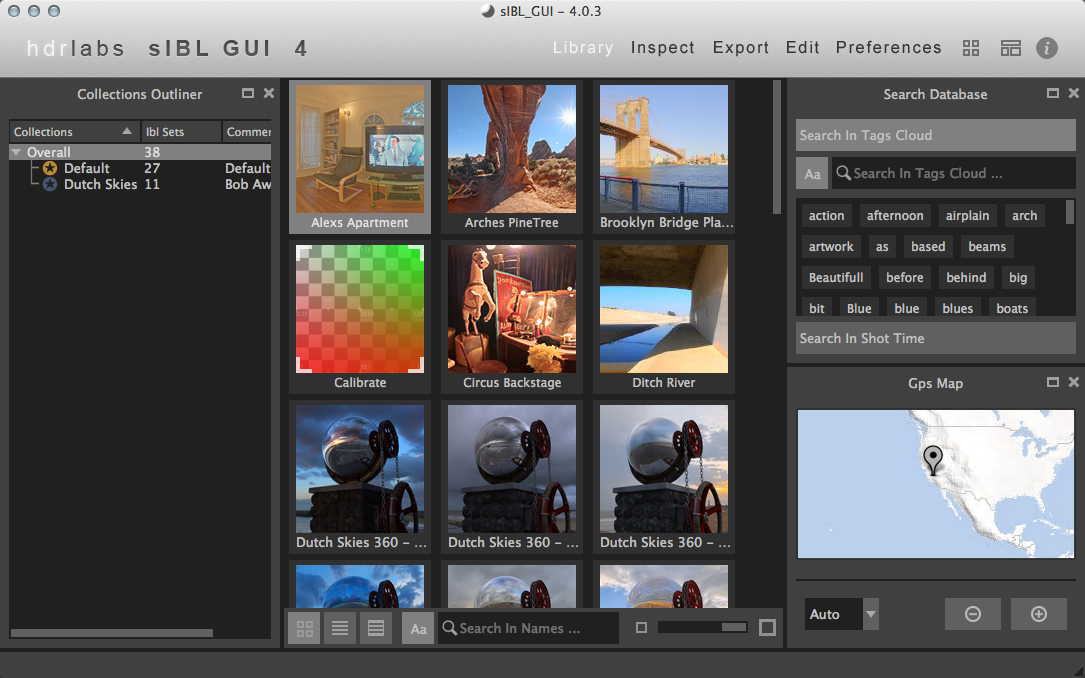 sIBL_GUI – 4.0.3
hdrlabs sIBL GUI 4
Library Inspect Export Edit Preferences
Collections Outliner
Collections Ibl Sets Commer
Overall 38
Default 27 Default
Dutch Skies 11 Bob Aw
Alexs Apartment
Arches PineTree
Brooklyn Bridge Pla...
Calibrate
Circus Backstage
Ditch River
Dutch Skies 360 – ...
Dutch Skies 360 – ...
Dutch Skies 360 – ...
Aa Search In Names ...
Search Database
Search In Tags Cloud
Aa Search In Tags Cloud ...
action afternoon airplain arch
artwork as based beams
Beautifull before behind big
bit Blue blue blues boats
Search In Shot Time
Gps Map
Auto